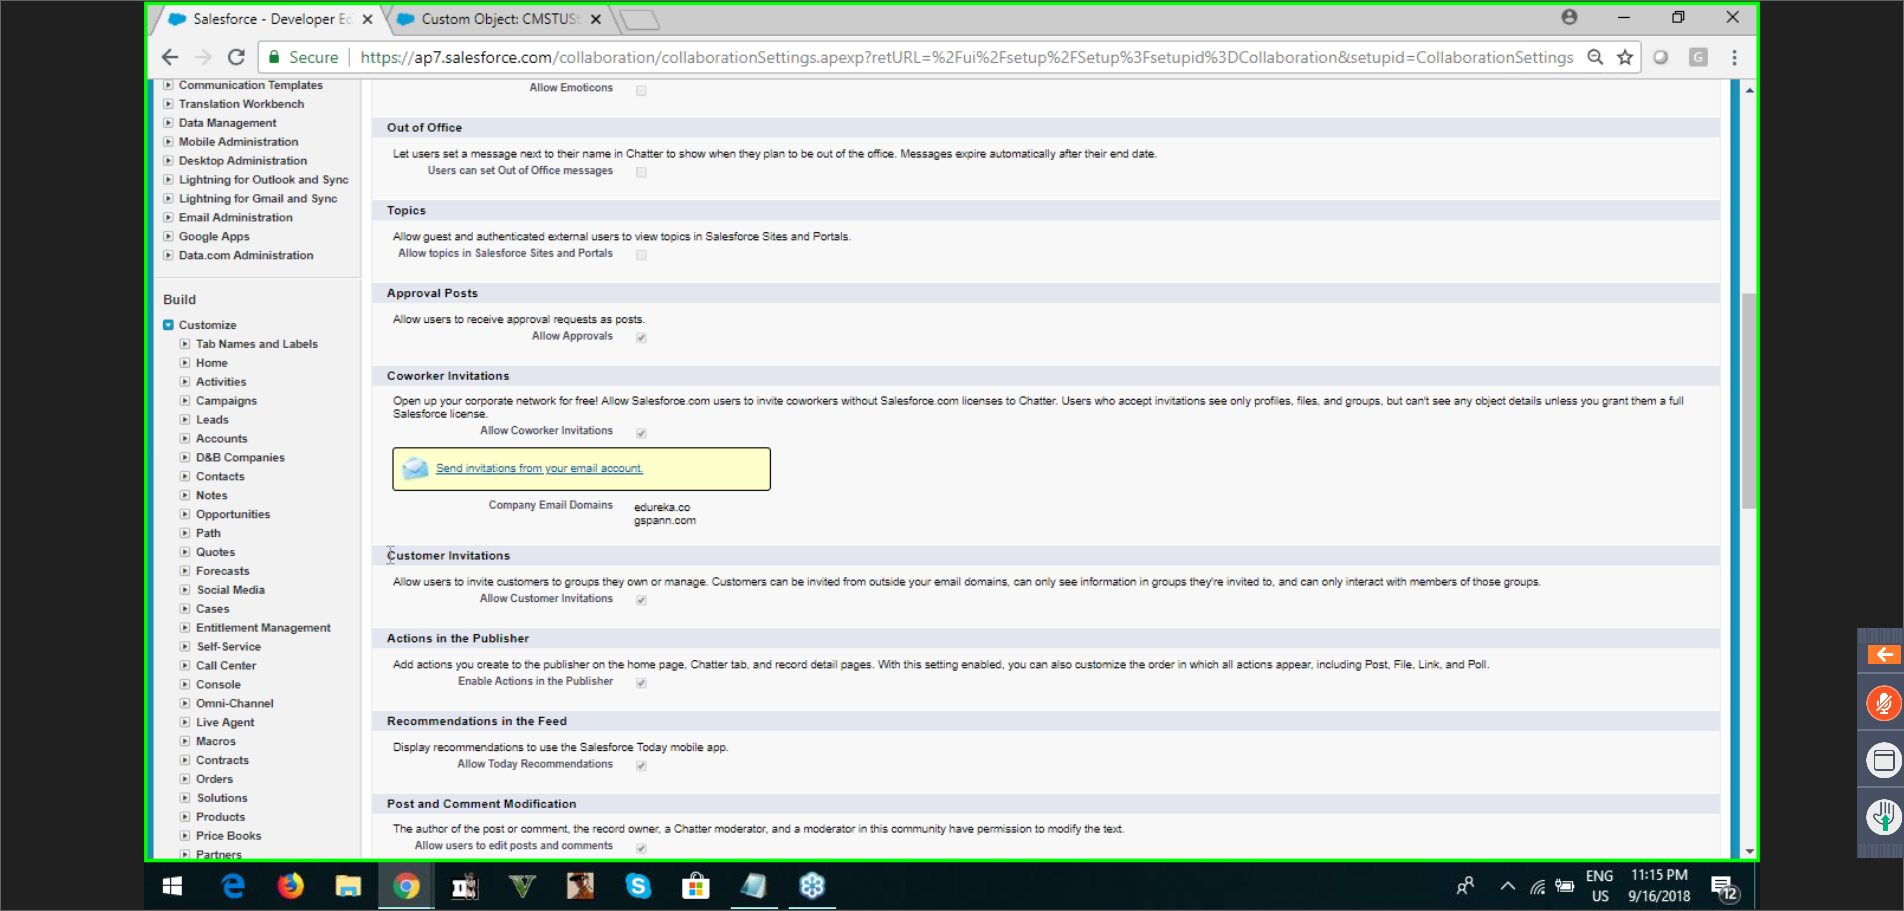 Salesforce - Developer Ed
Custom Object: CMSTUSt
Secure
https://ap7.salesforce.com/collaboration/collaborationSettings.apexp?retURL=%2Fui%2Fsetup%2FSetup%3Fsetupid%3DCollaboration&setupid=CollaborationSettings
G
Communication Templates
Translation Workbench
Data Management
Mobile Administration
Desktop Administration
Lightning for Outlook and Sync
Lightning for Gmail and Sync
Email Administration
Google Apps
Data.com Administration
Build
Customize
Tab Names and Labels
Home
Activities
Campaigns
Leads
Accounts
D&B Companies
Contacts
Notes
Opportunities
Path
Quotes
Forecasts
Social Media
Cases
Entitlement Management
Self-Service
Call Center
Console
Omni-Channel
Live Agent
Macros
Contracts
Orders
Solutions
Products
Price Books
Partners
Allow Emoticons
Out of Office
Let users set a message next to their name in Chatter to show when they plan to be out of the office. Messages expire automatically after their end date.
Users can set Out of Office messages
Topics
Allow guest and authenticated external users to view topics in Salesforce Sites and Portals.
Allow topics in Salesforce Sites and Portals
Approval Posts
Allow users to receive approval requests as posts.
Allow Approvals
Coworker Invitations
Open up your corporate network for free! Allow Salesforce.com users to invite coworkers without Salesforce.com licenses to Chatter. Users who accept invitations see only profiles, files, and groups, but can't see any object details unless you grant them a full
Salesforce license.
Allow Coworker Invitations
Send invitations from your email account.
Company Email Domains
edureka.co
gspann.com
Customer Invitations
Allow users to invite customers to groups they own or manage. Customers can be invited from outside your email domains, can only see information in groups they're invited to, and can only interact with members of those groups.
Allow Customer Invitations
Actions in the Publisher
Add actions you create to the publisher on the home page, Chatter tab, and record detail pages. With this setting enabled, you can also customize the order in which all actions appear, including Post, File, Link, and Poll.
Enable Actions in the Publisher
Recommendations in the Feed
Display recommendations to use the Salesforce Today mobile app.
Allow Today Recommendations
Post and Comment Modification
The author of the post or comment, the record owner, a Chatter moderator, and a moderator in this community have permission to modify the text.
Allow users to edit posts and comments
ENG
US
11:15 PM
9/16/2018
12